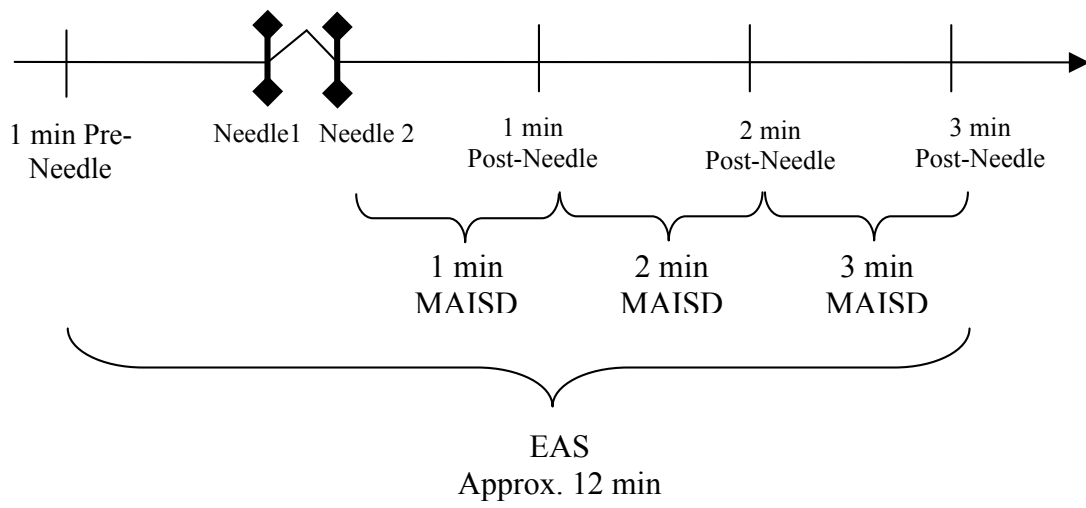 1 min Pre-
Needle
Needle1
Needle 2
1 min
Post-Needle
2 min
Post-Needle
3 min
Post-Needle
1 min
MAISD
2 min
MAISD
3 min
MAISD
EAS
Approx. 12 min